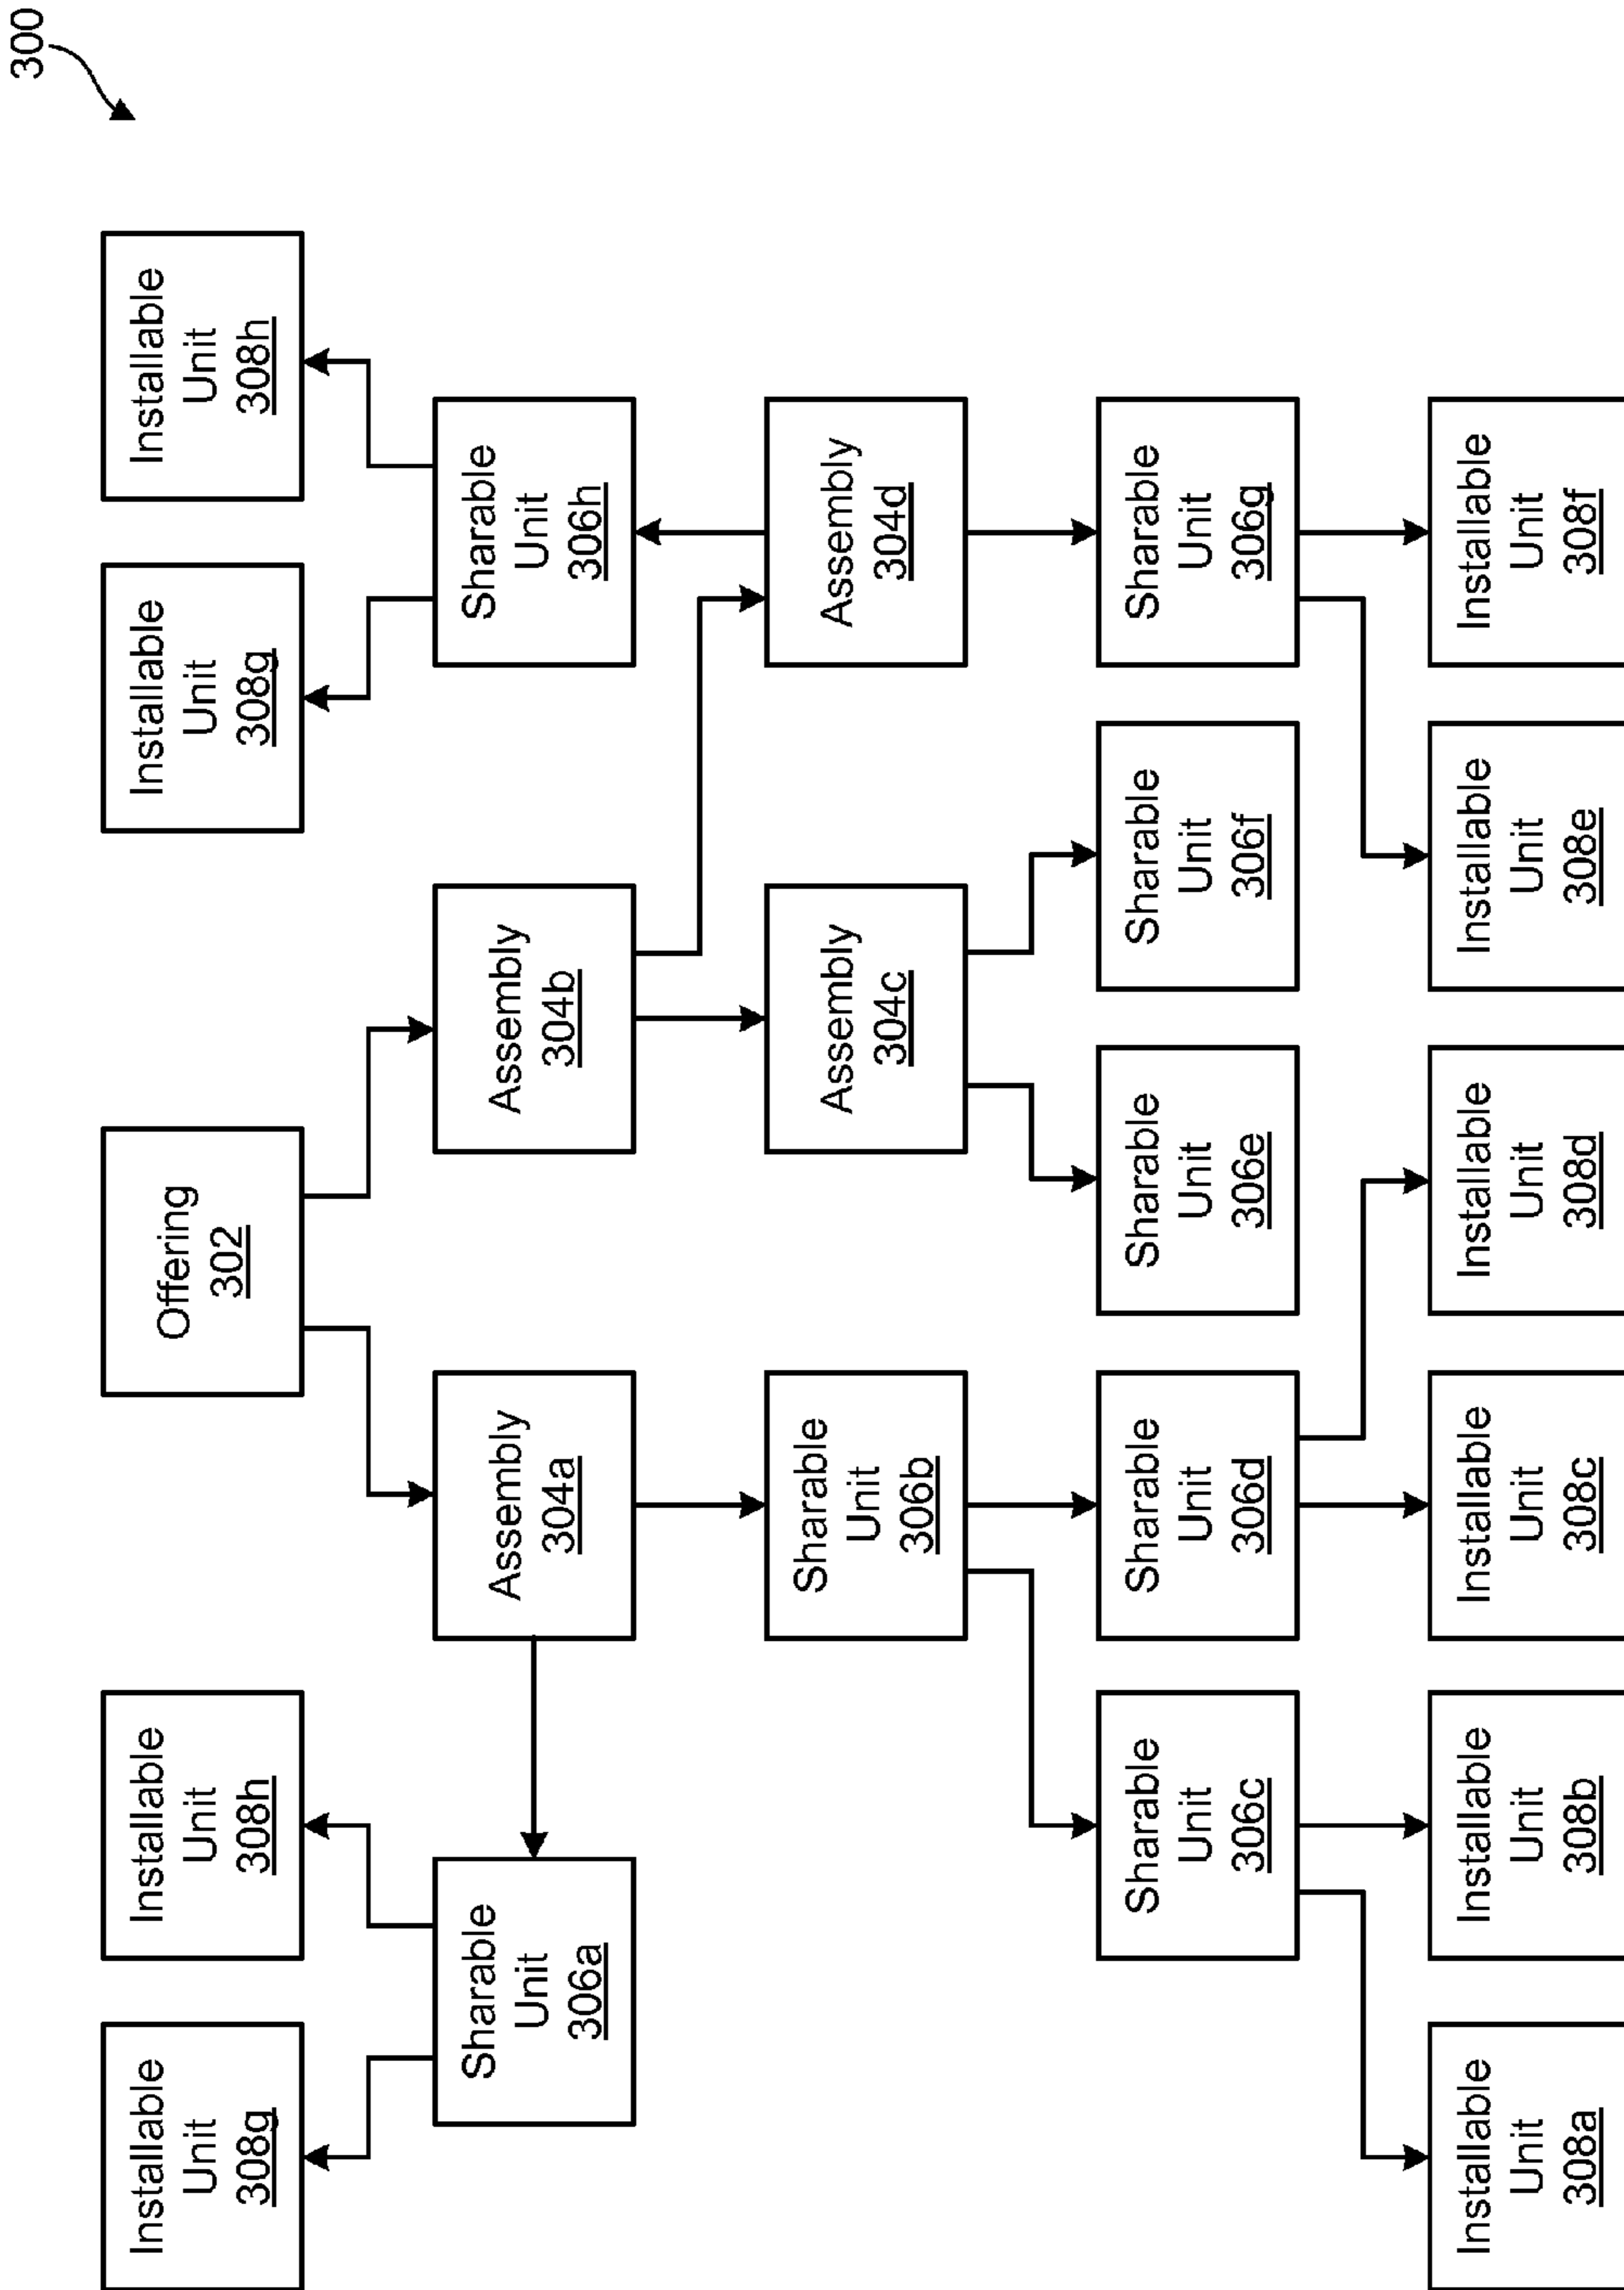 300
Installable
Unit
308g
Installable
Unit
308h
Offering
302
Installable
Unit
308g
Installable
Unit
308h
Sharable
Unit
306a
Assembly
304a
Assembly
304b
Sharable
Unit
306h
Sharable
Unit
306b
Assembly
304c
Assembly
304d
Sharable
Unit
306c
Sharable
Unit
306d
Sharable
Unit
306e
Sharable
Unit
306f
Sharable
Unit
306g
Installable
Unit
308a
Installable
Unit
308b
Installable
Unit
308c
Installable
Unit
308d
Installable
Unit
308e
Installable
Unit
308f